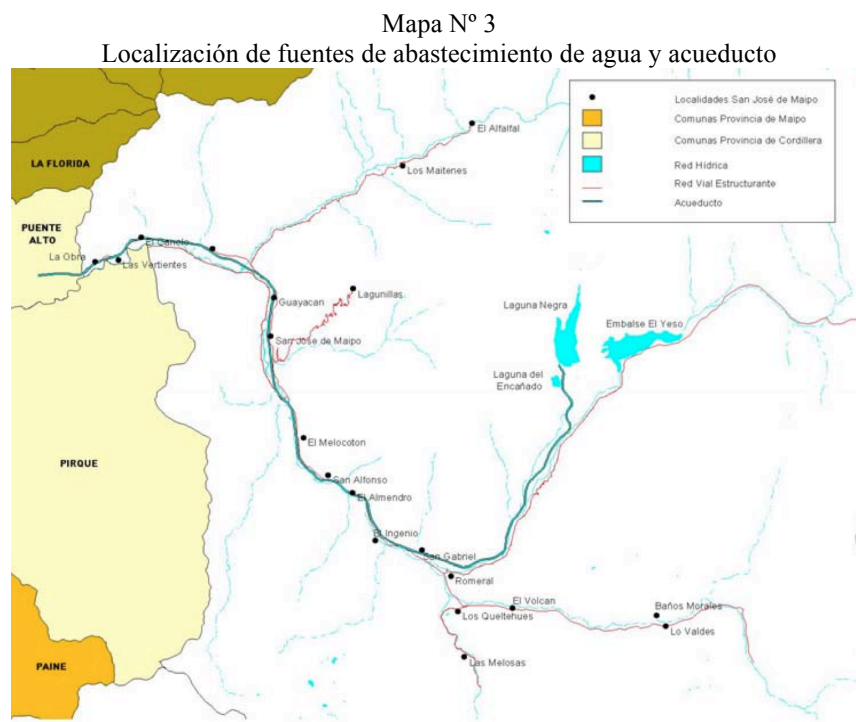 Mapa Nº 3
Localización de fuentes de abastecimiento de agua y acueducto
Localidades San José de Maipo
Comunas Provincia de Maipo
Comunas Provincia de Cordillera
Red Hídrica
Red Vial Estructurante
Acueducto
El Alfalfal
Los Maitenes
LA FLORIDA
PUENTE
ALTO
El Canelo
La Obra
Las Vertientes
Lagunillas
Guayacan
Laguna Negra
Embalse El Yeso
San José de Maipo
Laguna del
Encañado
El Melocoton
PIRQUE
San Alfonso
El Almendro
El Ingenio
San Gabriel
Romeral
El Volcan
Los Queltehues
Baños Morales
Lo Valdes
Las Melosas
PAINE